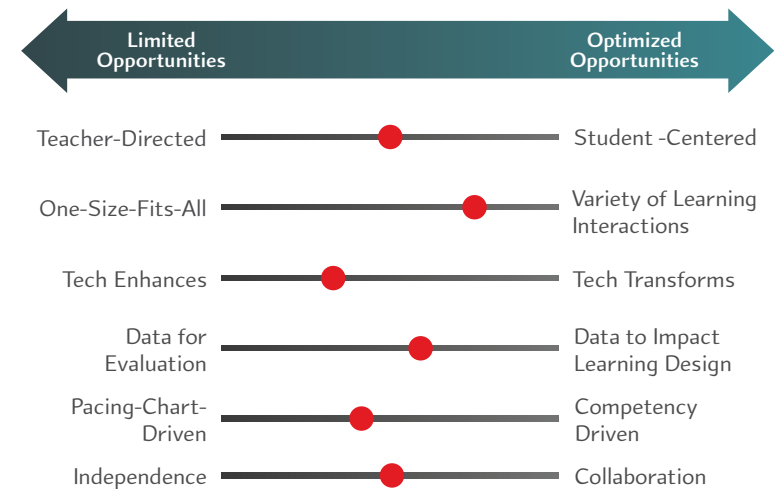 Limited
Opportunities
Optimized
Opportunities
Teacher-Directed
Student -Centered
One-Size-Fits-All
Variety of Learning
Interactions
Tech Enhances
Tech Transforms
Data for
Evaluation
Data to Impact
Learning Design
Pacing-Chart-
Driven
Competency
Driven
Independence
Collaboration